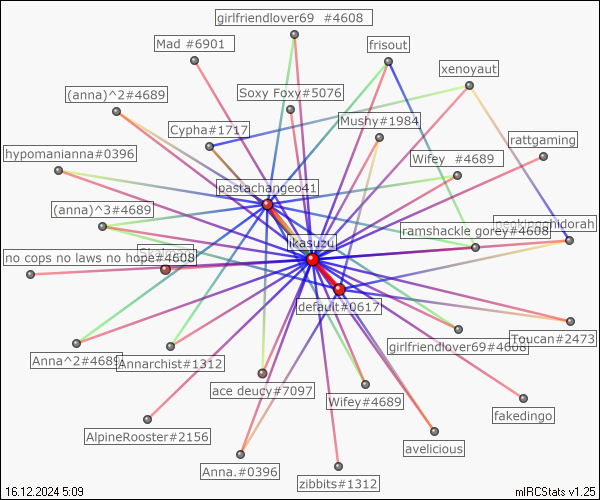 girlfriendlover69 #4608
Mad #6901
frisout
xenoyaut
(anna)^2#4689
Soxy Foxy#5076
Mushy#1984
Cypha#1717
rattgaming
hypomanianna#0396
Wifey #4689
pastachangeo41
(anna)^3#4689
ramshackle gorey#4608
ikasuzu
no cops no laws no hope#4608
default#0617
Toucan#2473
girlfriendlover69#4608
Anna^2#4689
Annarchist#1312
ace deucy#7097
Wifey#4689
fakedingo
AlpineRooster#2156
avelicious
Anna.#0396
zibbits#1312
16.12.2024 5:09
mIRCStats v1.25